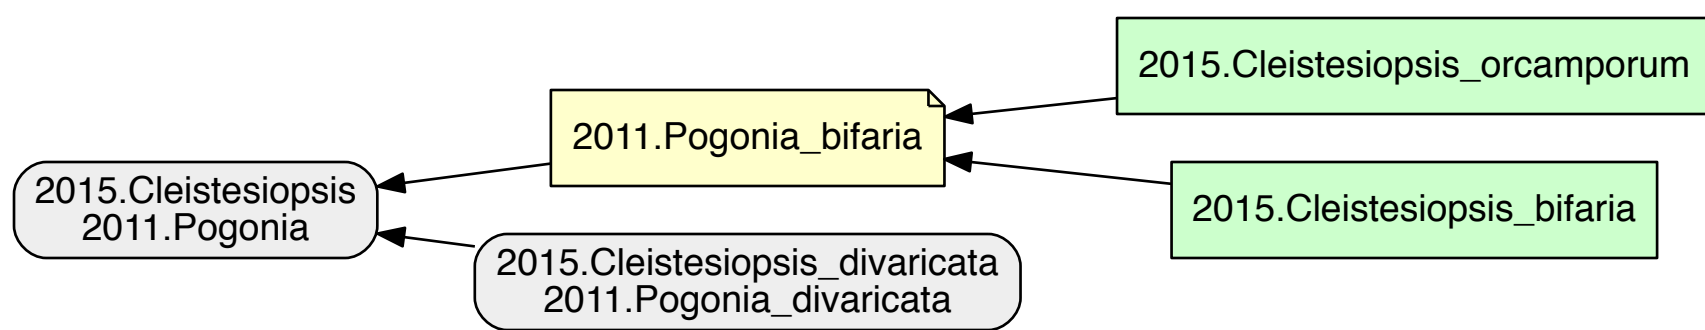 2015.Cleistesiopsis_orcamporum
2011.Pogonia_bifaria
2015.Cleistesiopsis
2011.Pogonia
2015.Cleistesiopsis_bifaria
2015.Cleistesiopsis_divaricata
2011.Pogonia_divaricata